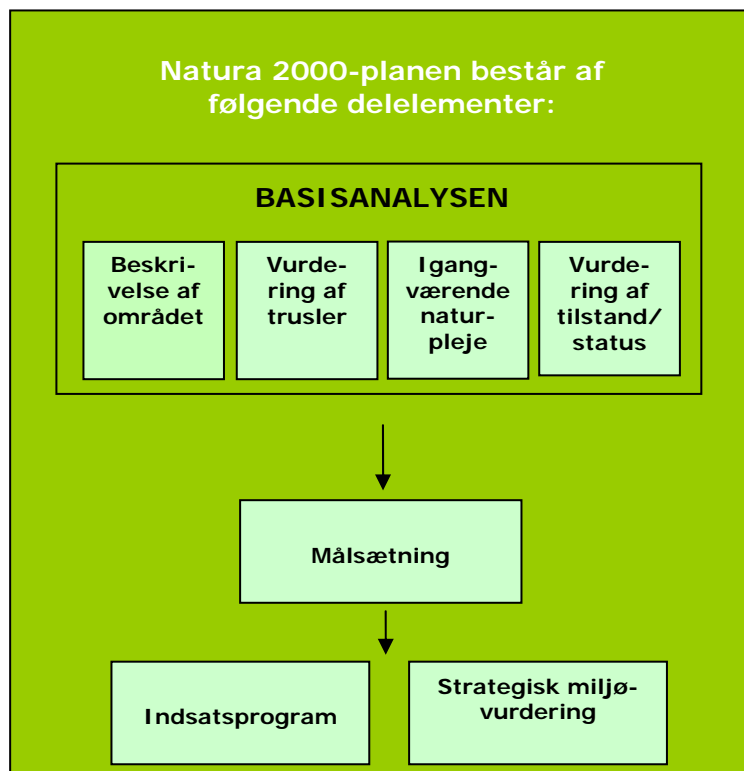 Natura 2000-planen består af
følgende delelementer:
BASISANALYSEN
Beskri-
velse af
området
Vurde-
ring af
trusler
Igang-
værende
natur-
pleje
Vurde-
ring af
tilstand/
status
Målsætning
Indsatsprogram
Strategisk miljø-
vurdering